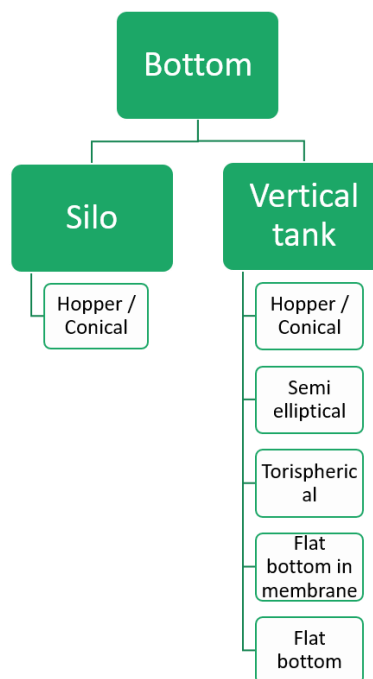 Bottom
Silo
Vertical
tank
Hopper /
Conical
Hopper /
Conical
Semi
elliptical
Torispheric
al
Flat
bottom in
membrane
Flat
bottom